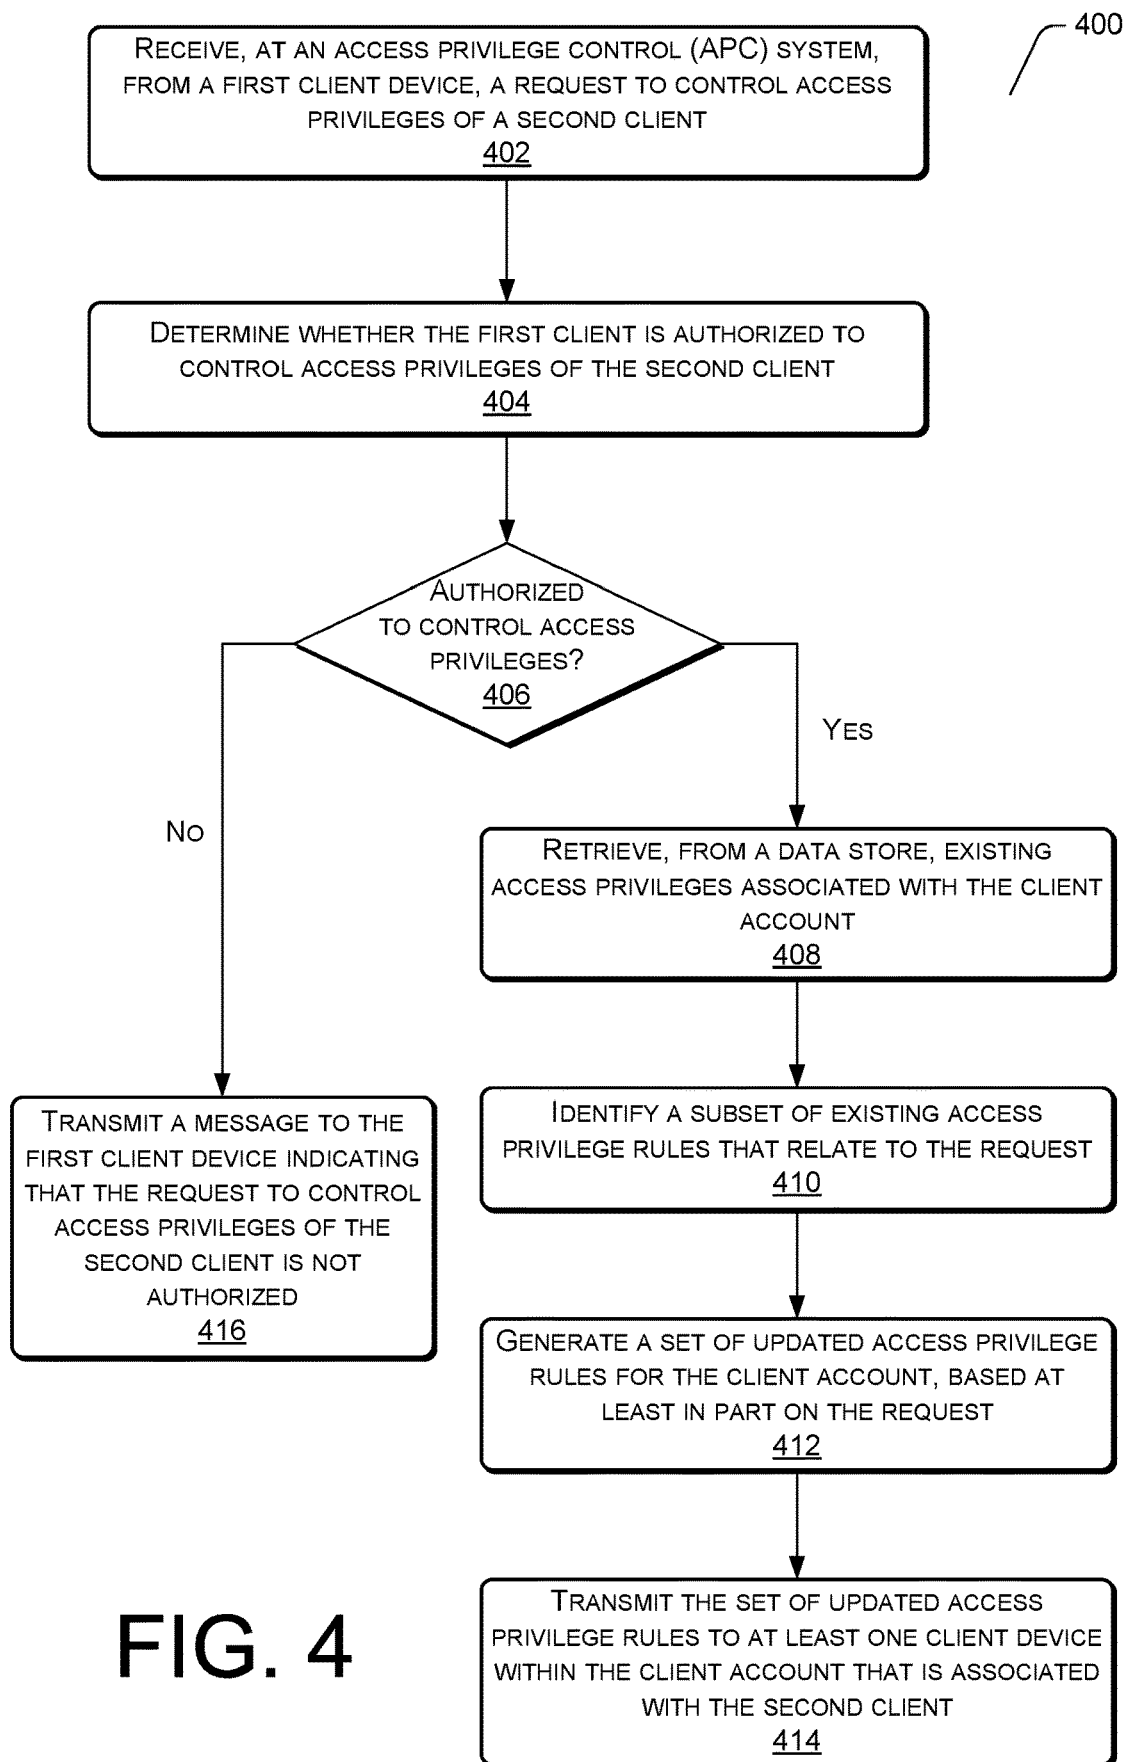 400
RECEIVE, AT AN ACCESS PRIVILEGE CONTROL (APC) SYSTEM,
FROM A FIRST CLIENT DEVICE, A REQUEST TO CONTROL ACCESS
PRIVILEGES OF A SECOND CLIENT
402
DETERMINE WHETHER THE FIRST CLIENT IS AUTHORIZED TO
CONTROL ACCESS PRIVILEGES OF THE SECOND CLIENT
404
AUTHORIZED
TO CONTROL ACCESS
PRIVILEGES?
406
YES
NO
RETRIEVE, FROM A DATA STORE, EXISTING
ACCESS PRIVILEGES ASSOCIATED WITH THE CLIENT
ACCOUNT
408
IDENTIFY A SUBSET OF EXISTING ACCESS
PRIVILEGE RULES THAT RELATE TO THE REQUEST
410
TRANSMIT A MESSAGE TO THE
FIRST CLIENT DEVICE INDICATING
THAT THE REQUEST TO CONTROL
ACCESS PRIVILEGES OF THE
SECOND CLIENT IS NOT
AUTHORIZED
416
GENERATE A SET OF UPDATED ACCESS PRIVILEGE
RULES FOR THE CLIENT ACCOUNT, BASED AT
LEAST IN PART ON THE REQUEST
412
TRANSMIT THE SET OF UPDATED ACCESS
PRIVILEGE RULES TO AT LEAST ONE CLIENT DEVICE
WITHIN THE CLIENT ACCOUNT THAT IS ASSOCIATED
WITH THE SECOND CLIENT
414
FIG. 4